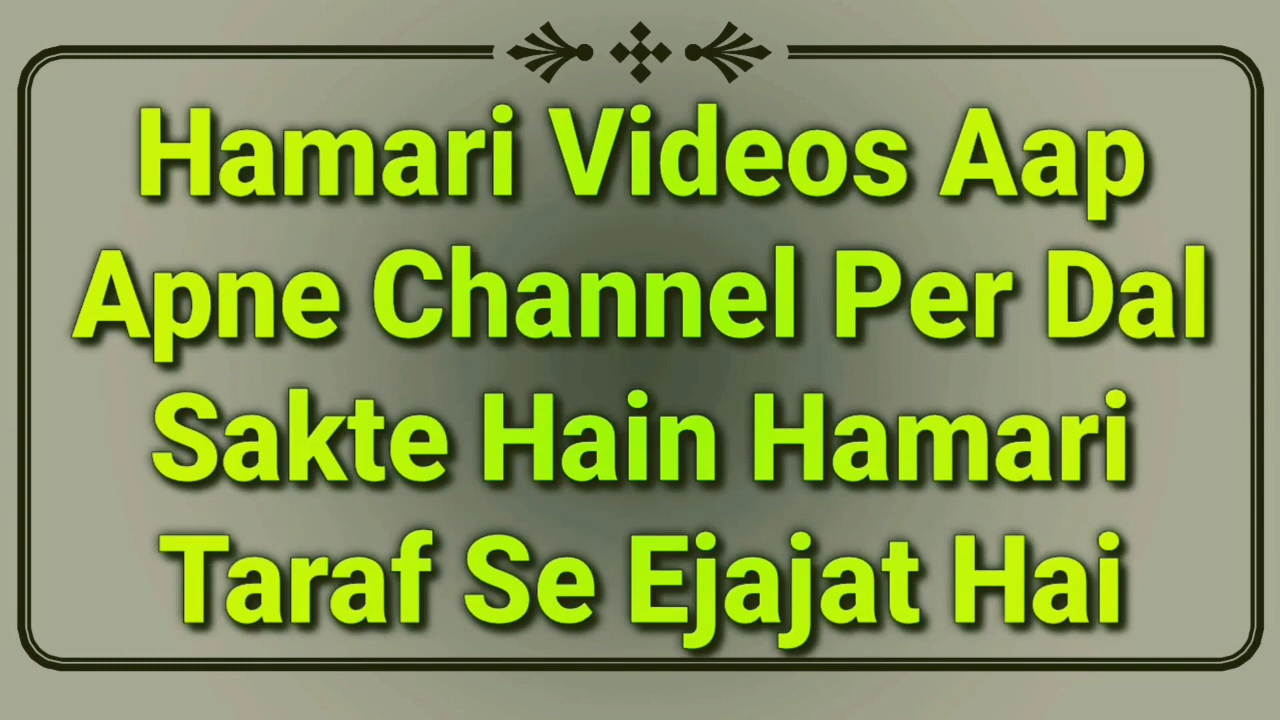 Hamari Videos Aap
Apne Channel Per Dal
Sakte Hain Hamari
Taraf Se Ejajat Hai